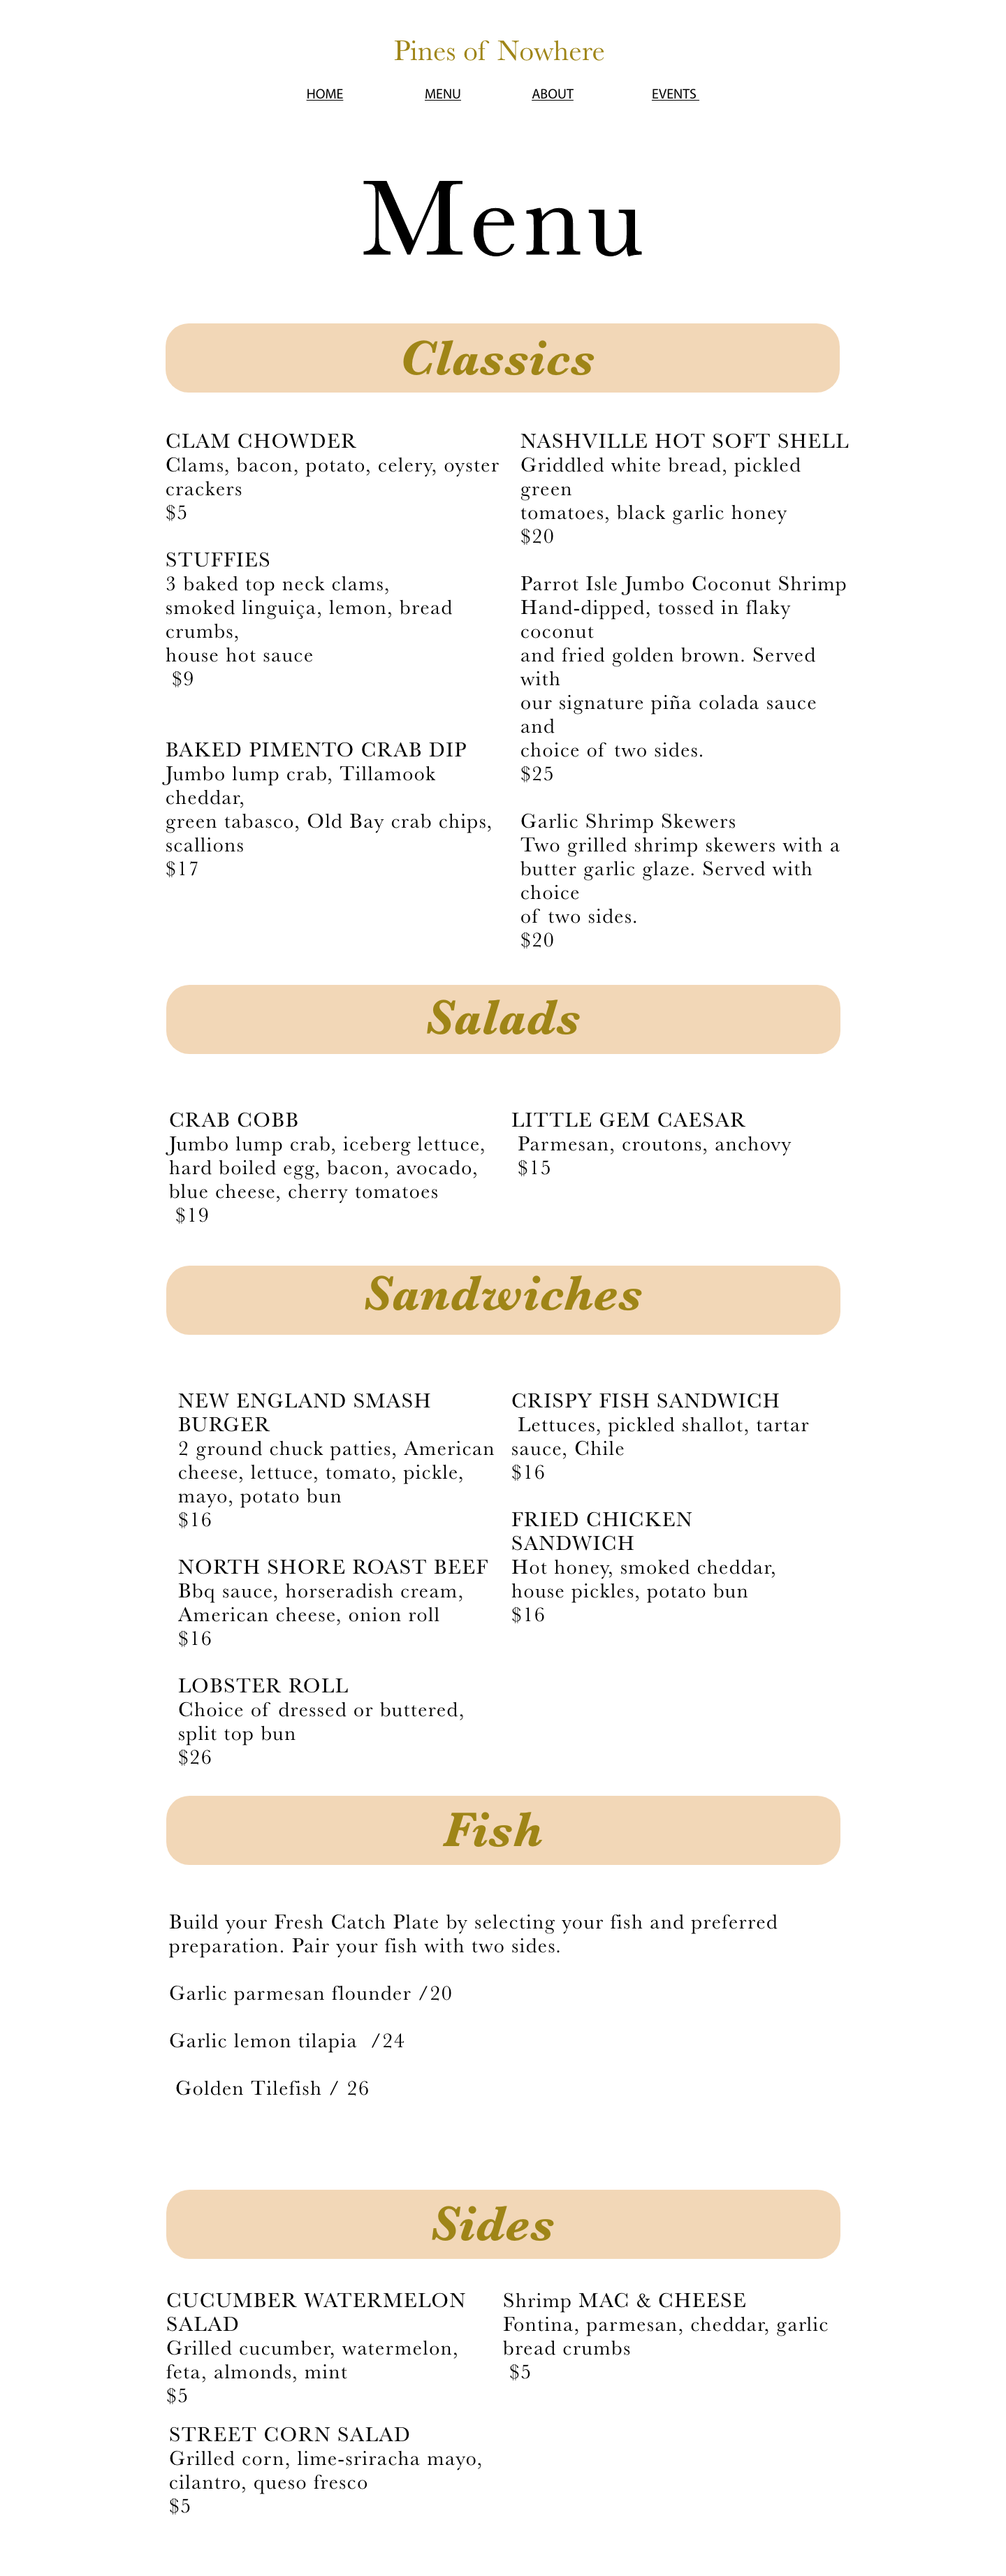 Pines of Nowhere
HOME MENU ABOUT EVENTS
Menu
Classics
CLAM CHOWDER
Clams, bacon, potato, celery, oyster
crackers
$5
STUFFIES
3 baked top neck clams,
smoked linguiça, lemon, bread
crumbs,
house hot sauce
$9
BAKED PIMENTO CRAB DIP
Jumbo lump crab, Tillamook
cheddar,
green tabasco, Old Bay crab chips,
scallions
$17
NASHVILLE HOT SOFT SHELL
Griddled white bread, pickled
green
tomatoes, black garlic honey
$20
Parrot Isle Jumbo Coconut Shrimp
Hand-dipped, tossed in flaky
coconut
and fried golden brown. Served
with
our signature piña colada sauce
and
choice of two sides.
$25
Garlic Shrimp Skewers
Two grilled shrimp skewers with a
butter garlic glaze. Served with
choice
of two sides.
$20
Salads
CRAB COBB
Jumbo lump crab, iceberg lettuce,
hard boiled egg, bacon, avocado,
blue cheese, cherry tomatoes
$19
LITTLE GEM CAESAR
Parmesan, croutons, anchovy
$15
Sandwiches
NEW ENGLAND SMASH
BURGER
2 ground chuck patties, American
cheese, lettuce, tomato, pickle,
mayo, potato bun
$16
NORTH SHORE ROAST BEEF
Bbq sauce, horseradish cream,
American cheese, onion roll
$16
LOBSTER ROLL
Choice of dressed or buttered,
split top bun
$26
CRISPY FISH SANDWICH
Lettuces, pickled shallot, tartar
sauce, Chile
$16
FRIED CHICKEN
SANDWICH
Hot honey, smoked cheddar,
house pickles, potato bun
$16
Fish
Build your Fresh Catch Plate by selecting your fish and preferred
preparation. Pair your fish with two sides.
Garlic parmesan flounder /20
Garlic lemon tilapia /24
Golden Tilefish / 26
Sides
CUCUMBER WATERMELON
SALAD
Grilled cucumber, watermelon,
feta, almonds, mint
$5
STREET CORN SALAD
Grilled corn, lime-sriracha mayo,
cilantro, queso fresco
$5
Shrimp MAC & CHEESE
Fontina, parmesan, cheddar, garlic
bread crumbs
$5